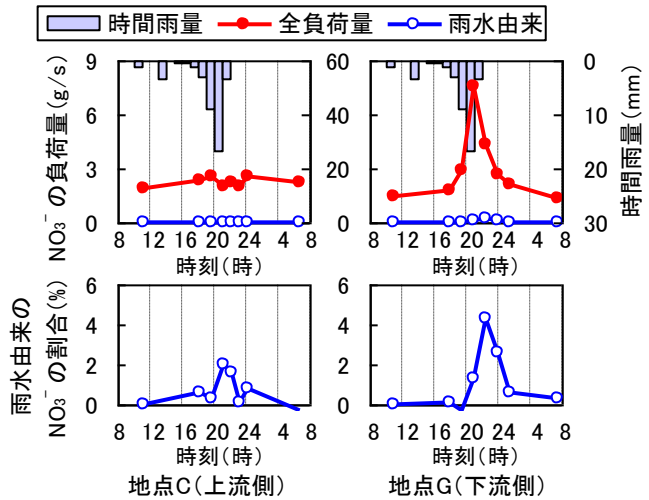 時間雨量 全負荷量 雨水由来
NO₃⁻ の負荷量(g/s)
9
6
3
0
8 12 16 20 24 4 8
時刻(時)
60
40
20
0
8 12 16 20 24 4 8
時刻(時)
0
10
20
30
時間雨量(mm)
雨水由来の
NO₃⁻ の割合(%)
6
4
2
0
8 12 16 20 24 4 8
時刻(時)
地点C(上流側)
6
4
2
0
8 12 16 20 24 4 8
時刻(時)
地点G(下流側)